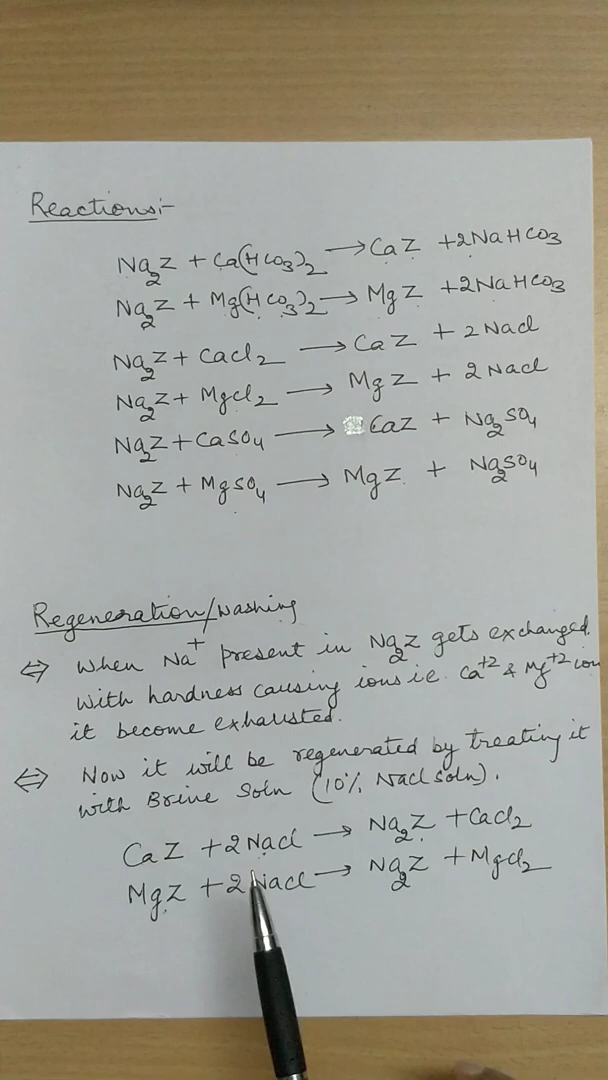 Reactions:-
Na₂Z + Ca(HCO₃)₂ → CaZ + 2NaHCO₃
Na₂Z + Mg(HCO₃)₂ → MgZ + 2NaHCO₃
Na₂Z + CaCl₂ → CaZ + 2NaCl
Na₂Z + MgCl₂ → MgZ + 2NaCl
Na₂Z + CaSO₄ → CaZ + Na₂SO₄
Na₂Z + MgSO₄ → MgZ + Na₂SO₄
Regeneration/Washing
⇔ When Na⁺ present in Na₂Z gets exchanged
with hardness causing ions i.e. Ca⁺² & Mg⁺² ion
it become exhausted.
⇔ Now it will be regenerated by treating it
with Brine Soln (10% NaCl soln).
CaZ + 2NaCl → Na₂Z + CaCl₂
MgZ + 2NaCl → Na₂Z + MgCl₂